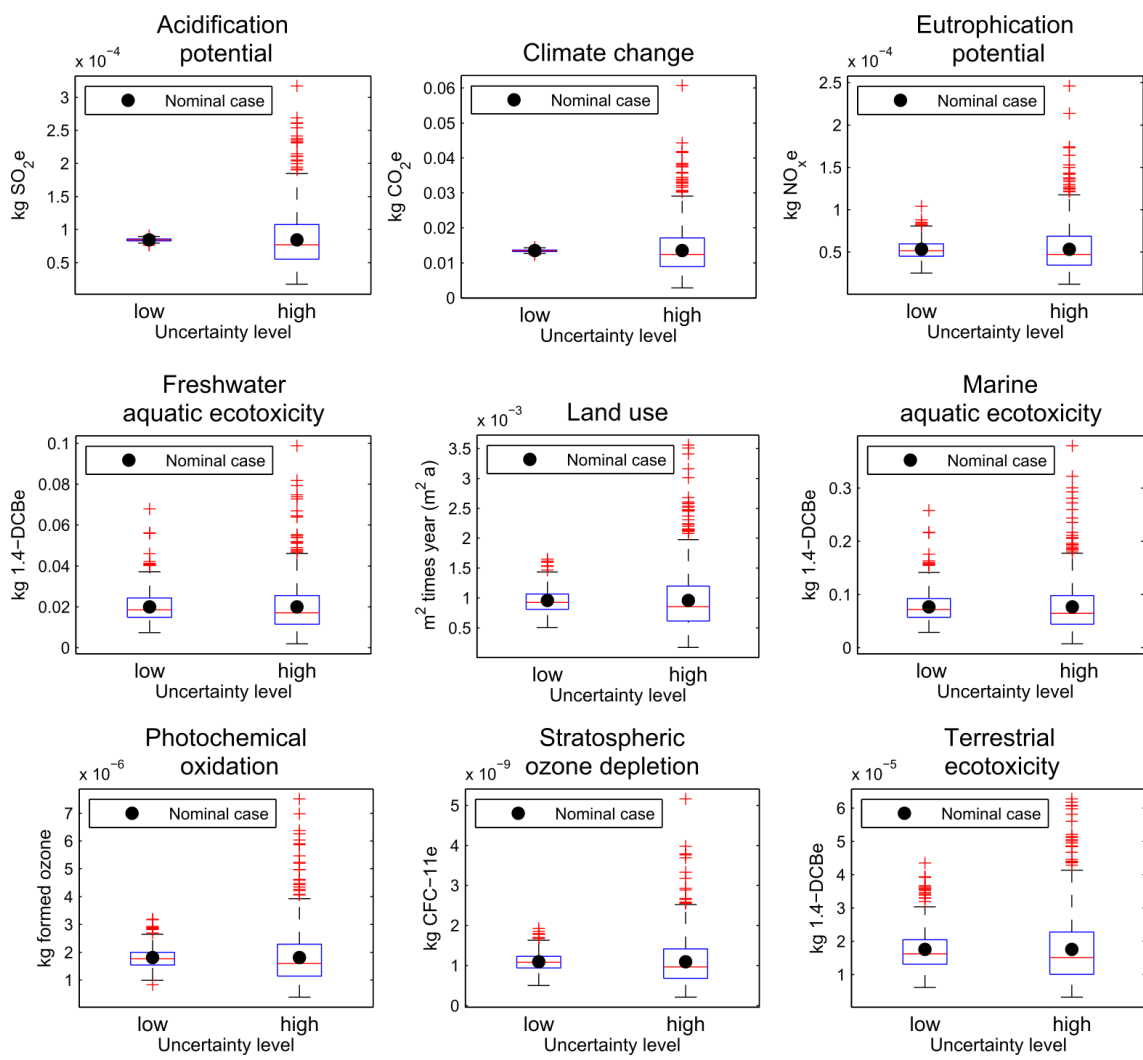 Acidification
potential
x 10⁻⁴
Nominal case
3
2.5
2
1.5
1
0.5
kg SO₂e
low
high
Uncertainty level
Climate change
Nominal case
0.06
0.05
0.04
0.03
0.02
0.01
0
kg CO₂e
low
high
Uncertainty level
Eutrophication
potential
x 10⁻⁴
Nominal case
2.5
2
1.5
1
0.5
kg NOₓe
low
high
Uncertainty level
Freshwater
aquatic ecotoxicity
Nominal case
0.1
0.08
0.06
0.04
0.02
0
kg 1.4−DCBe
low
high
Uncertainty level
Land use
x 10⁻³
Nominal case
3.5
3
2.5
2
1.5
1
0.5
m² times year (m² a)
low
high
Uncertainty level
Marine
aquatic ecotoxicity
Nominal case
0.3
0.2
0.1
0
kg 1.4−DCBe
low
high
Uncertainty level
Photochemical
oxidation
x 10⁻⁶
Nominal case
7
6
5
4
3
2
1
kg formed ozone
low
high
Uncertainty level
Stratospheric
ozone depletion
x 10⁻⁹
Nominal case
5
4
3
2
1
0
kg CFC−11e
low
high
Uncertainty level
Terrestrial
ecotoxicity
x 10⁻⁵
Nominal case
6
5
4
3
2
1
kg 1.4−DCBe
low
high
Uncertainty level